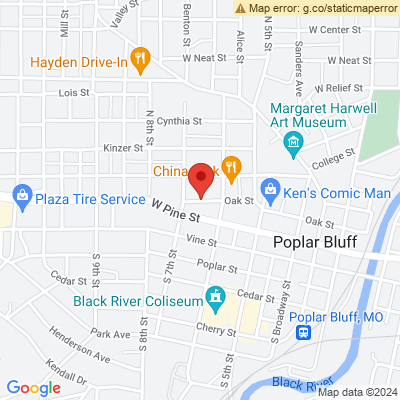 Map error: g.co/staticmaperror
Mill St
Valley St
Benton St
Alice St
N 5th St
Sanders Ave
W Center St
W Neat St
W Neat St
Hayden Drive-In
Lois St
W Relief St
N 8th St
Cynthia St
Margaret Harwell
Art Museum
Kinzer St
College St
China
k
Plaza Tire Service
Oak St
Ken's Comic Man
Oak St
W Pine St
Vine St
Poplar Bluff
S 9th St
S 7th St
Poplar St
Cedar St
Cedar St
Black River Coliseum
S Broadway St
Henderson Ave
Park Ave
S 8th St
Cherry St
Poplar Bluff, MO
Kendall Dr
S 5th St
Black River
Google
Map data ©2024